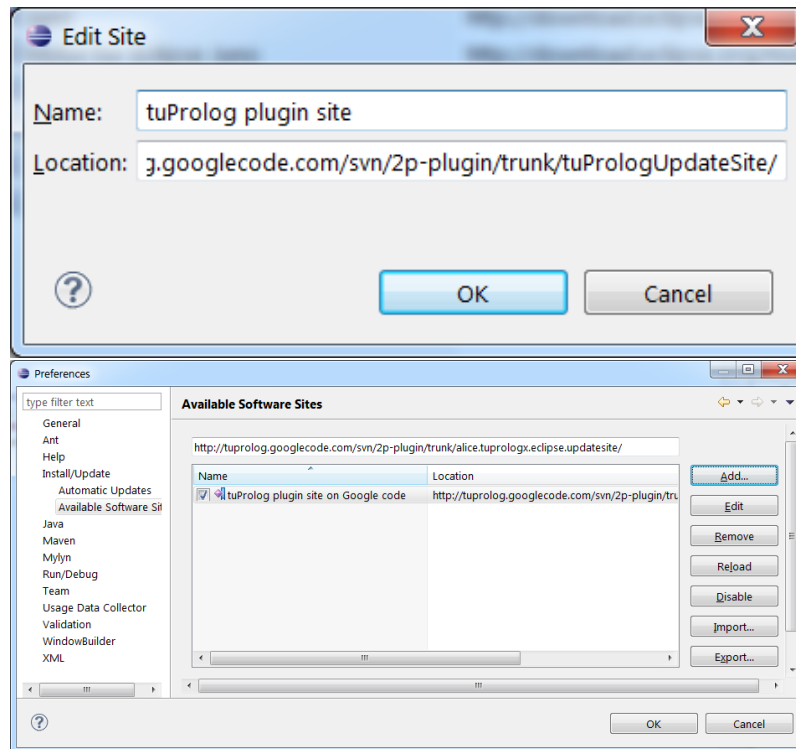 Edit Site
Name: tuProlog plugin site
Location: g.googlecode.com/svn/2p-plugin/trunk/tuPrologUpdateSite/
OK Cancel
Preferences
type filter text
Available Software Sites
General
Ant
Help
Install/Update
Automatic Updates
Available Software Sit
Java
Maven
Mylyn
Run/Debug
Team
Usage Data Collector
Validation
WindowBuilder
XML
http://tuprolog.googlecode.com/svn/2p-plugin/trunk/alice.tuprologx.eclipse.updatesite/
Name Location
tuProlog plugin site on Google code http://tuprolog.googlecode.com/svn/2p-plugin/tru
Add...
Edit
Remove
Reload
Disable
Import...
Export...
OK Cancel